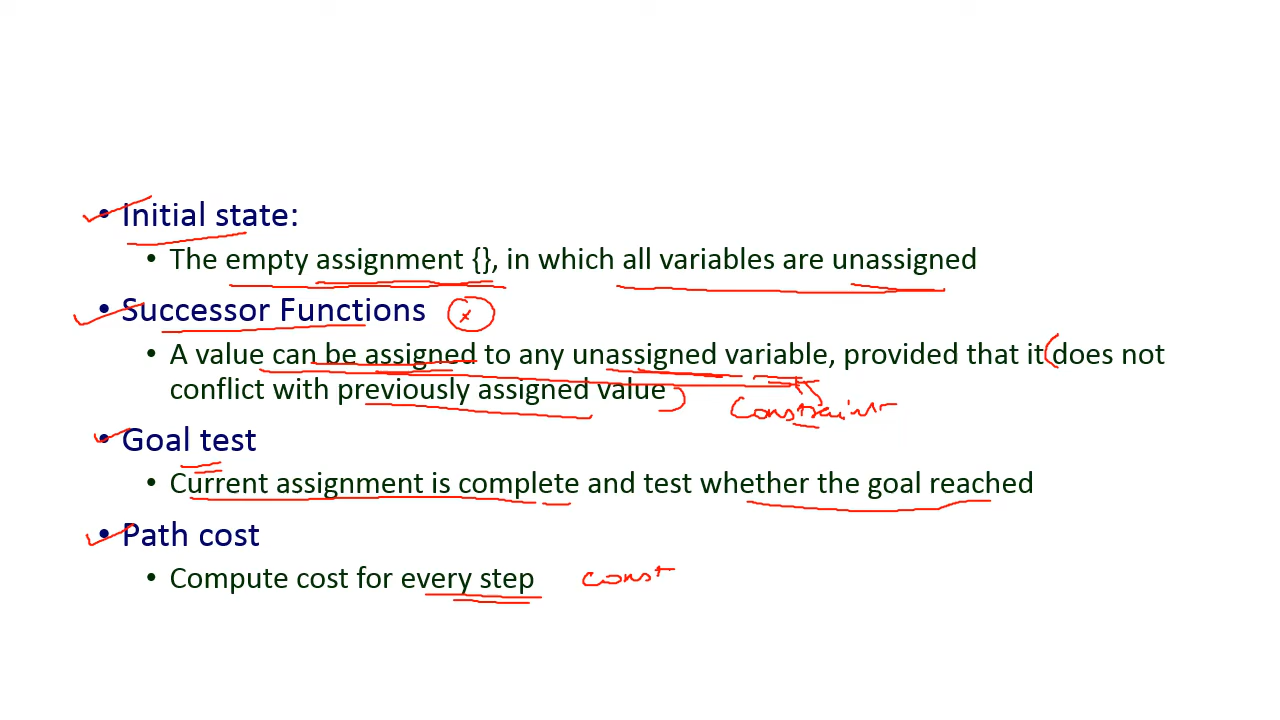 • Initial state:
• The empty assignment {}, in which all variables are unassigned
• Successor Functions x
• A value can be assigned to any unassigned variable, provided that it (does not
conflict with previously assigned value)
Constraint
• Goal test
• Current assignment is complete and test whether the goal reached
• Path cost
• Compute cost for every step const